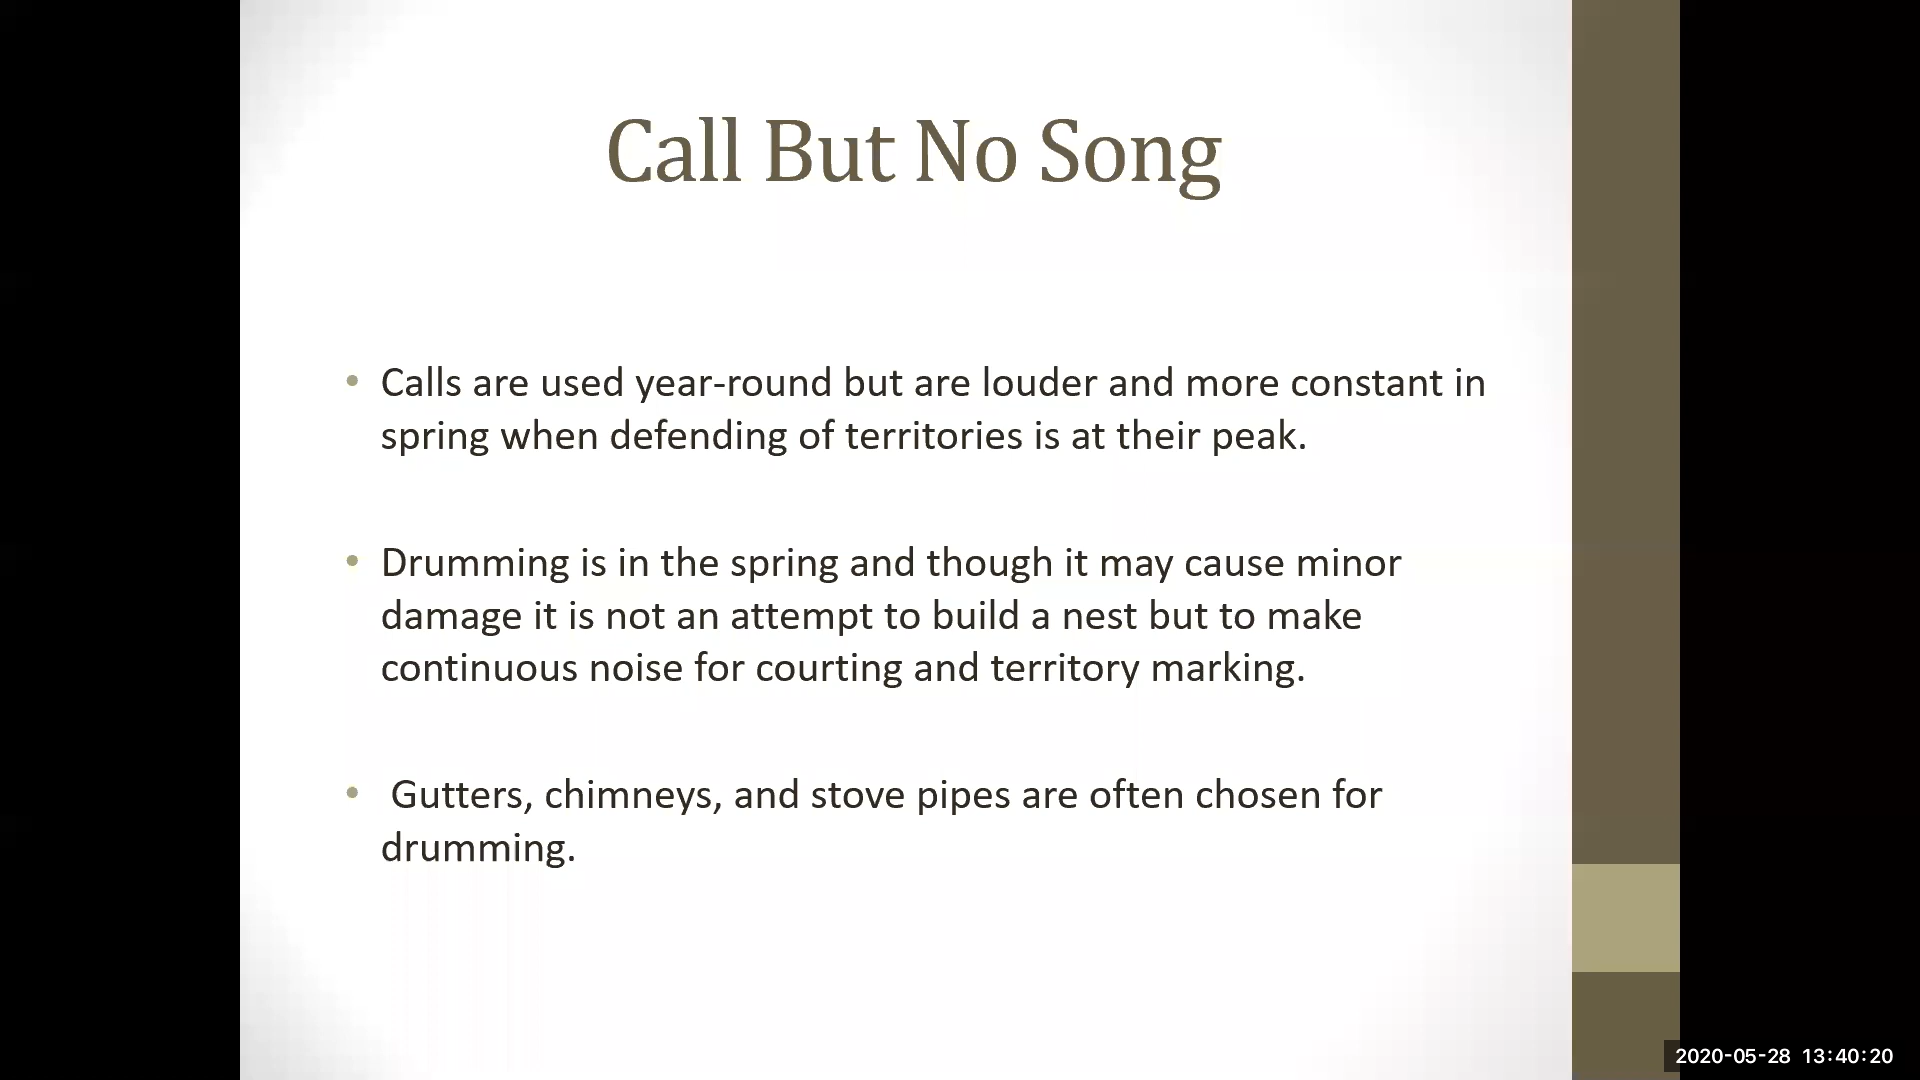 Call But No Song
• Calls are used year-round but are louder and more constant in
spring when defending of territories is at their peak.
• Drumming is in the spring and though it may cause minor
damage it is not an attempt to build a nest but to make
continuous noise for courting and territory marking.
• Gutters, chimneys, and stove pipes are often chosen for
drumming.
2020-05-28 13:40:20